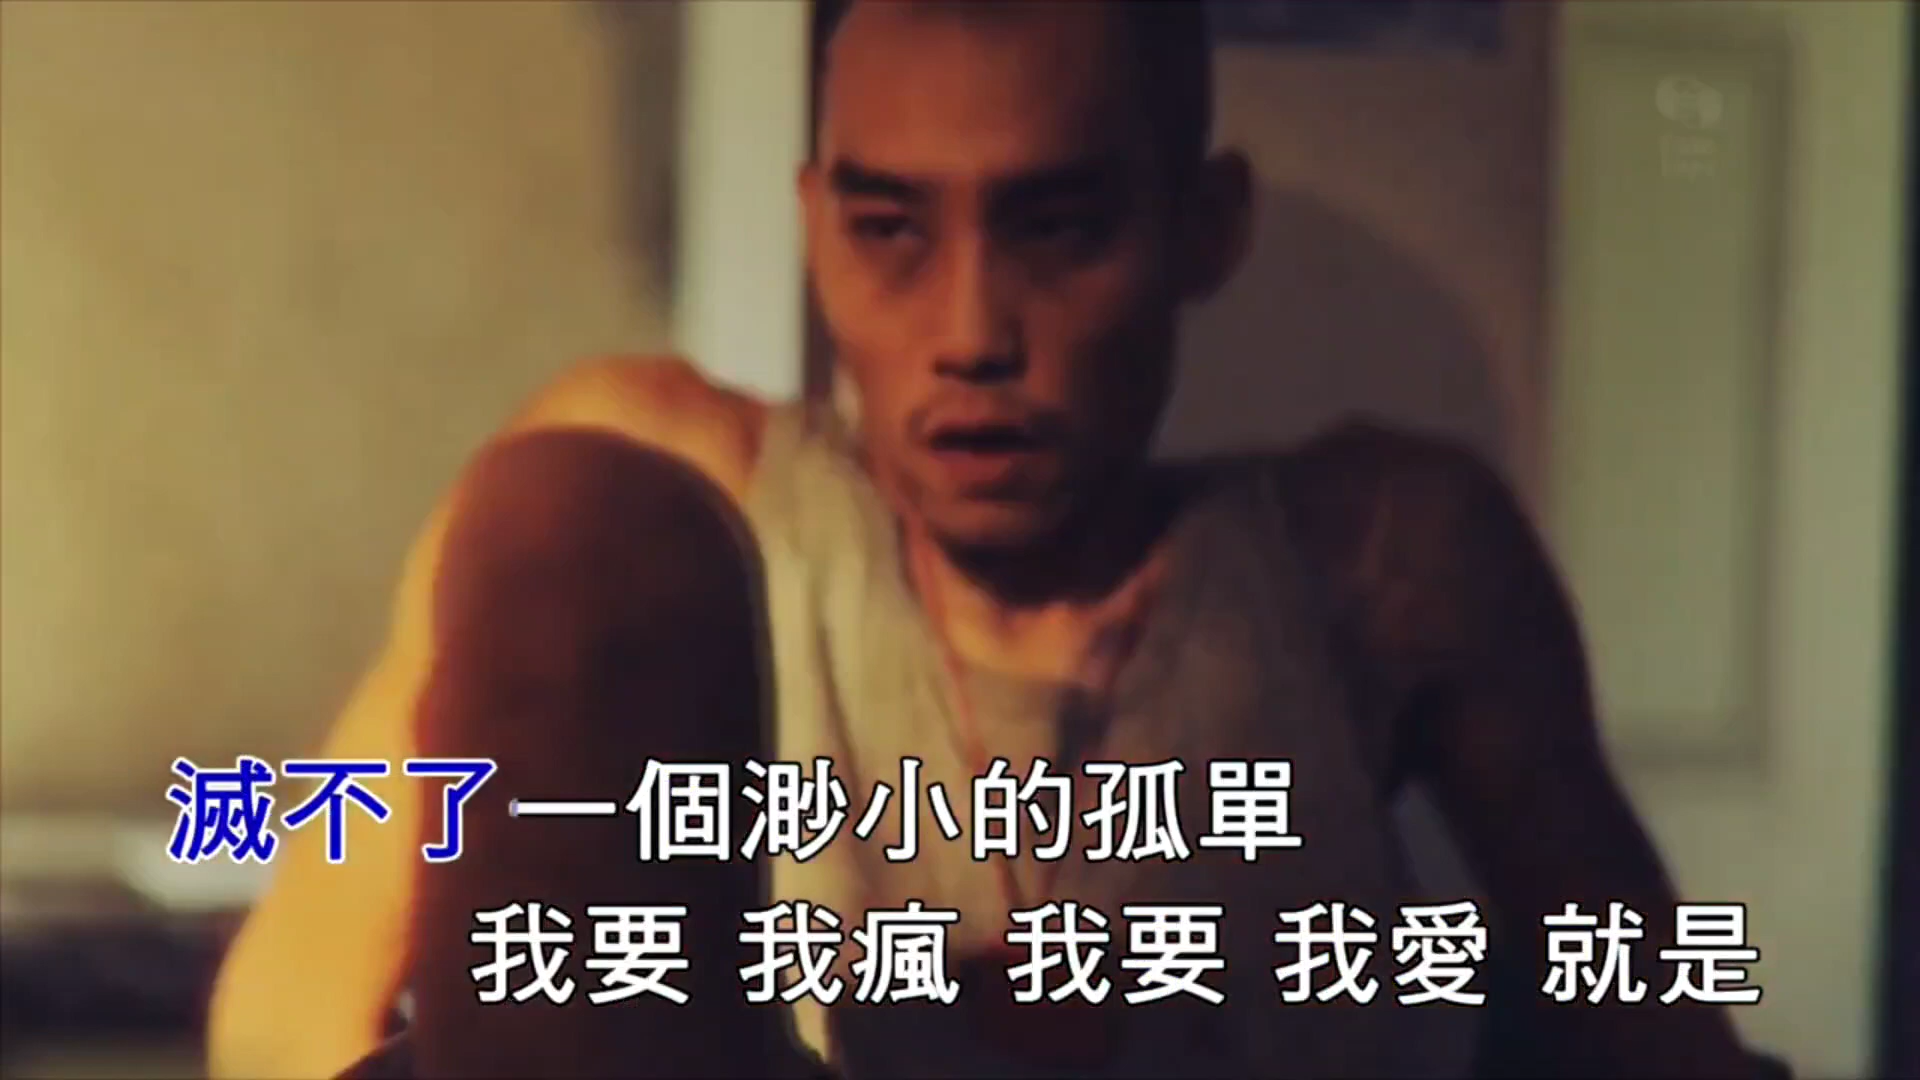 滅不了一個渺小的孤單
我要 我瘋 我要 我愛 就是